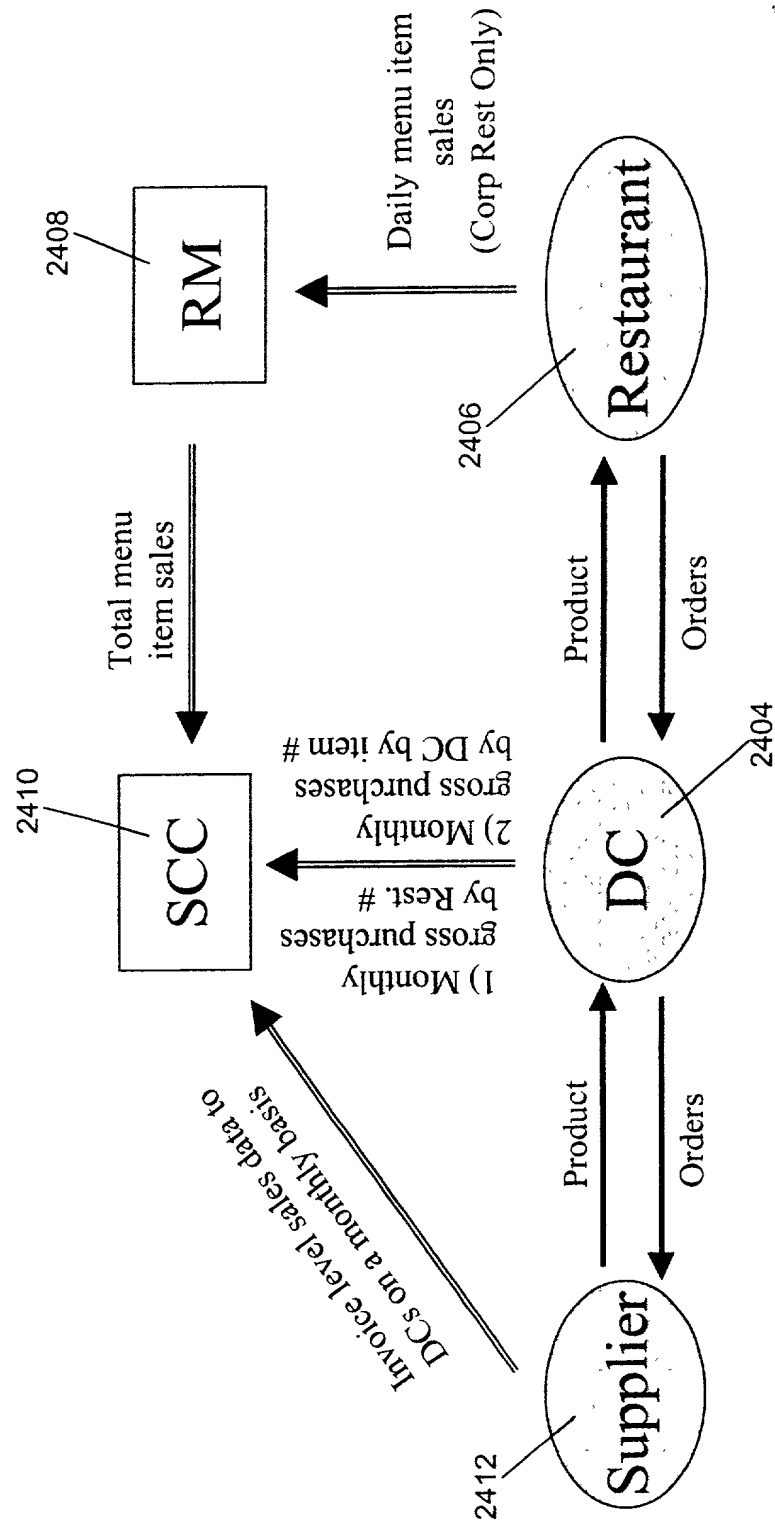 2410
SCC
Total menu
item sales
2408
RM
Invoice level sales data to
DCs on a monthly basis
1) Monthly
gross purchases
by Rest. #
2) Monthly
gross purchases
by DC by item #
Daily menu item
sales
(Corp Rest Only)
2412
Supplier
Product
Orders
DC
2404
Product
Orders
2406
Restaurant